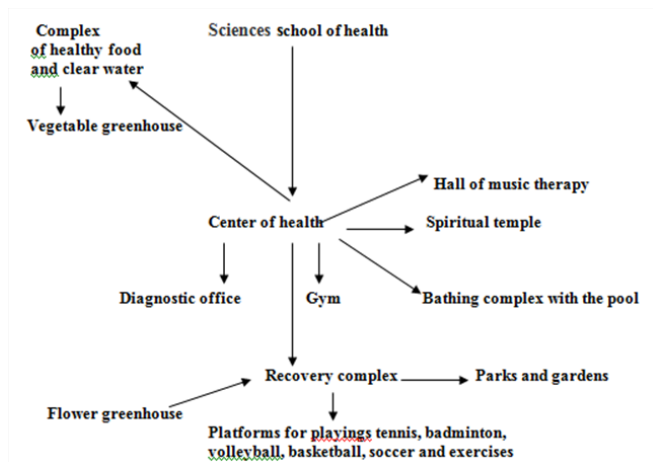 Complex
of healthy food
and clear water
Sciences school of health
Vegetable greenhouse
Hall of music therapy
Center of health
Spiritual temple
Diagnostic office
Gym
Bathing complex with the pool
Recovery complex
Parks and gardens
Flower greenhouse
Platforms for playings tennis, badminton,
volleyball, basketball, soccer and exercises